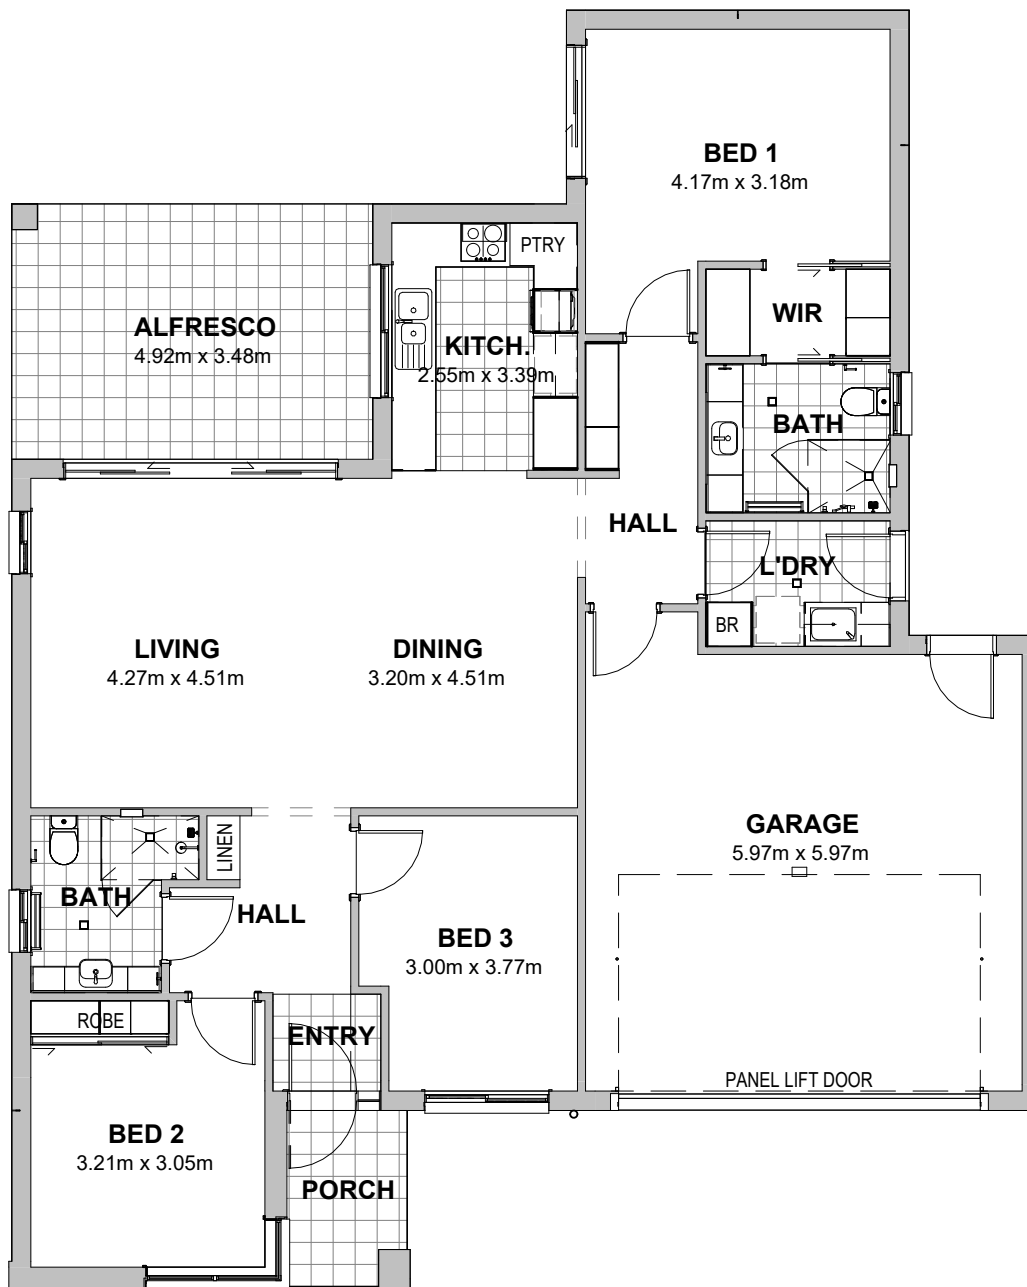 BED 1
4.17m x 3.18m
PTRY
WIR
ALFRESCO
4.92m x 3.48m
KITCH.
2.55m x 3.39m
BATH
HALL
L'DRY
BR
LIVING
4.27m x 4.51m
DINING
3.20m x 4.51m
GARAGE
5.97m x 5.97m
LINEN
BATH
HALL
BED 3
3.00m x 3.77m
ROBE
ENTRY
PANEL LIFT DOOR
BED 2
3.21m x 3.05m
PORCH